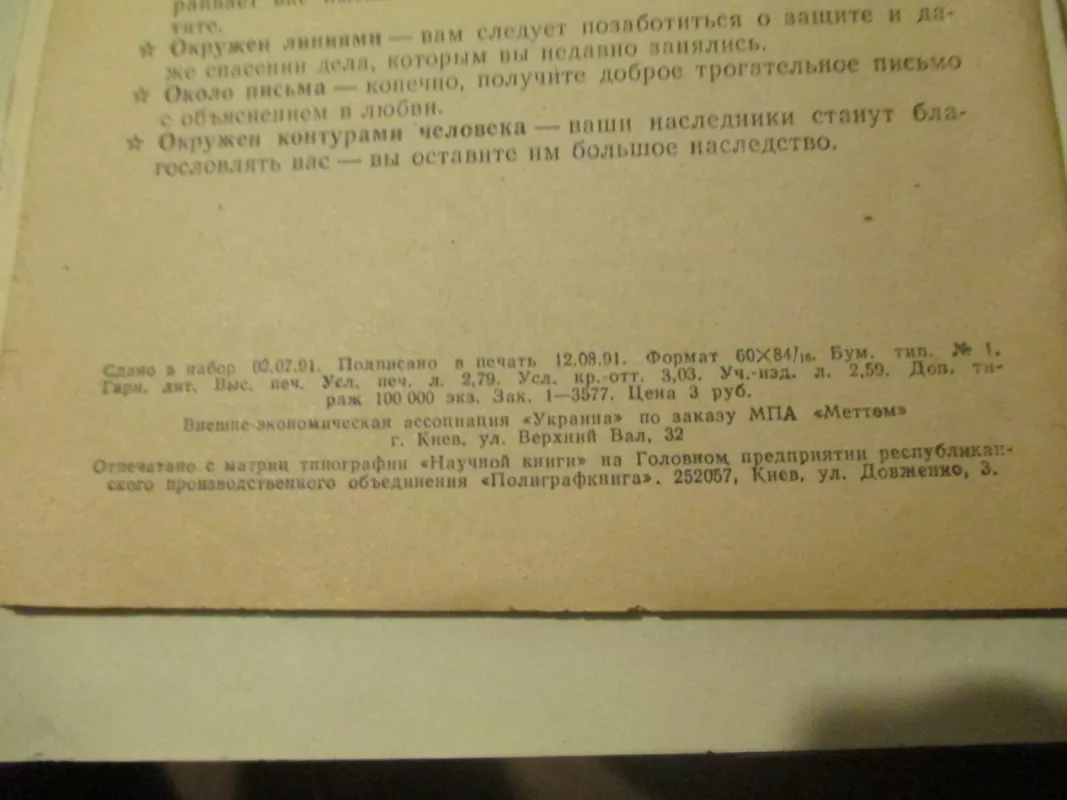 тите.
☆ Окружен линиями — вам следует позаботиться о защите и да-
же спасении дела, которым вы недавно занялись.
☆ Около письма — конечно, получите доброе трогательное письмо
с объяснением в любви.
☆ Окружен контурами человека — ваши наследники станут бла-
гословлять вас — вы оставите им большое наследство.
Сдано в набор 02.07.91. Подписано в печать 12.08.91. Формат 60×84/16. Бум. тип. № 1.
Гарн. лит. Выс. печ. Усл. печ. л. 2,79. Усл. кр.-отт. 3,03. Уч.-изд. л. 2,59. Доп. ти-
раж 100 000 экз. Зак. 1—3577. Цена 3 руб.
Внешне-экономическая ассоциация «Украина» по заказу МПА «Меттэм»
г. Киев, ул. Верхний Вал, 32
Отпечатано с матриц типографии «Научной книги» на Головном предприятии республикан-
ского производственного объединения «Полиграфкнига». 252057, Киев, ул. Довженко, 3.